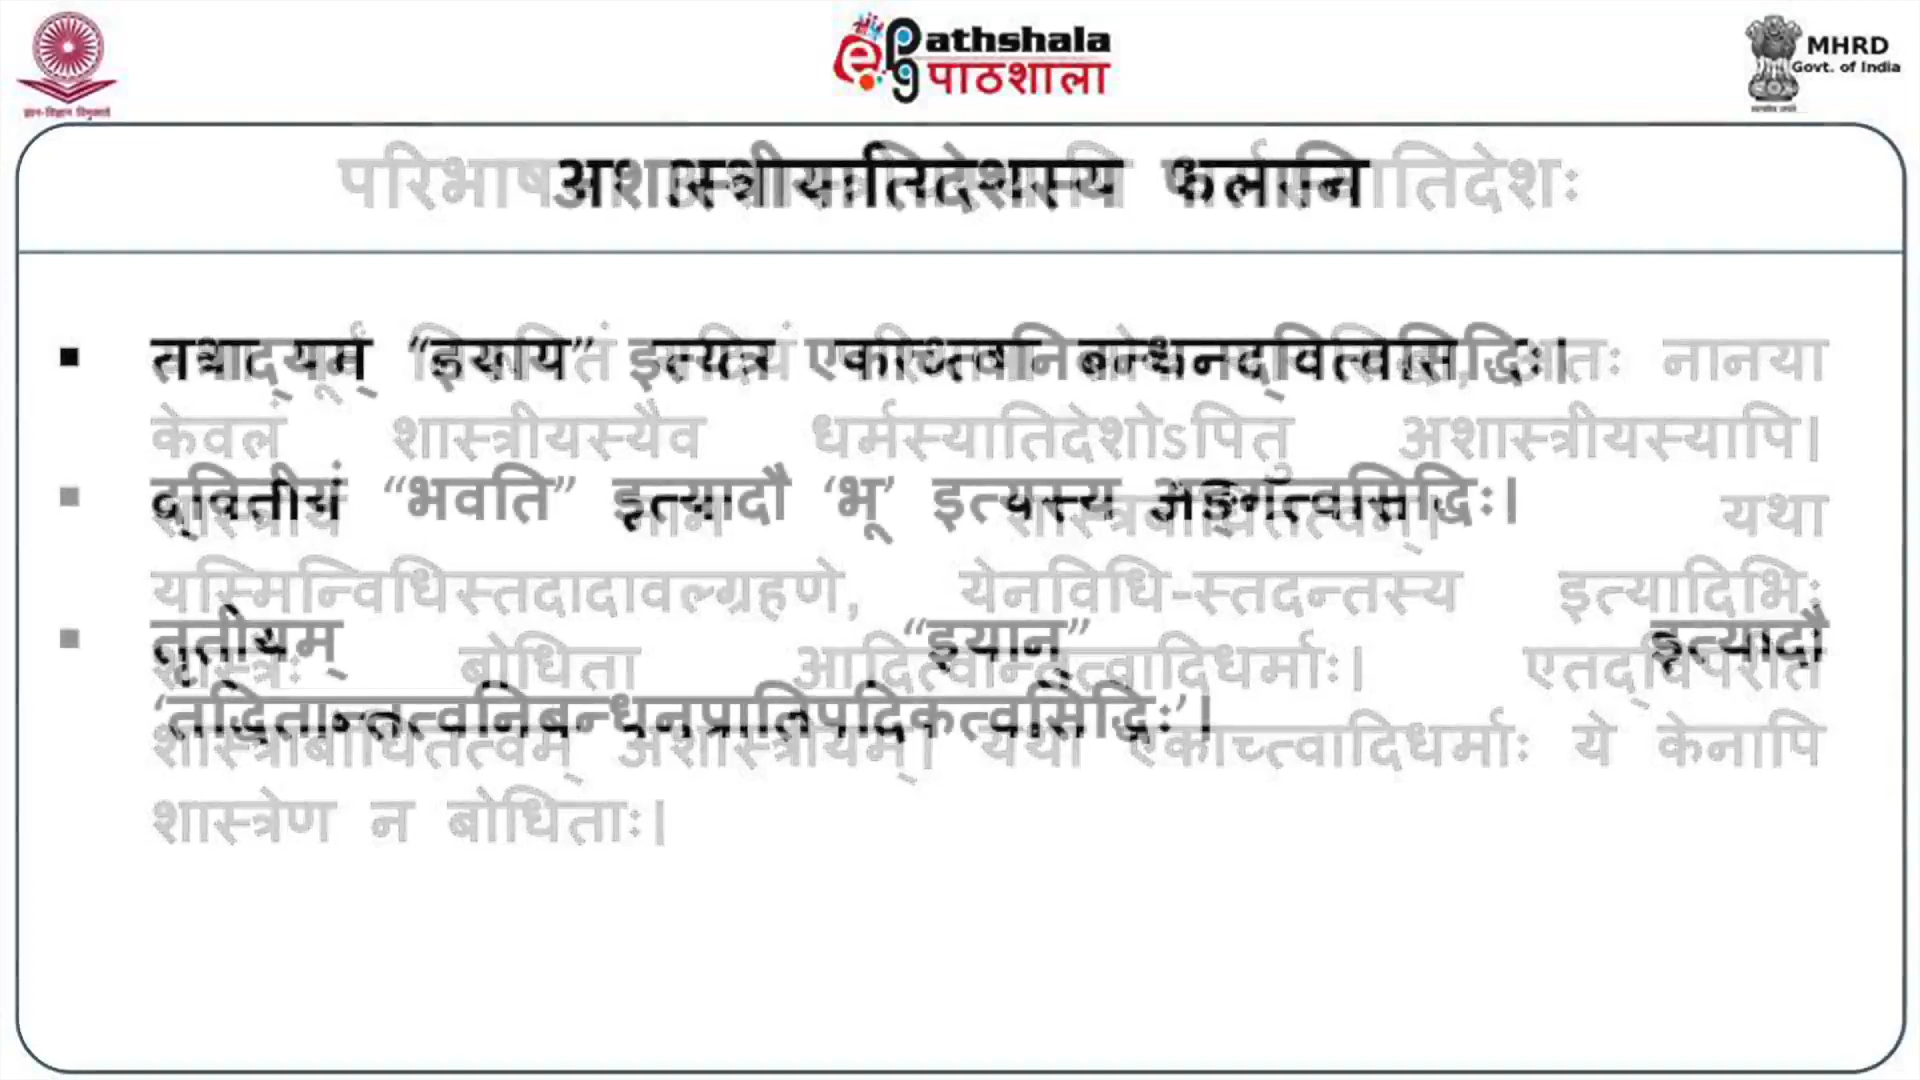 ज्ञान-विज्ञान विमुक्तये
Pathshala
पाठशाला
MHRD
Govt. of India
अशास्त्रीयातिदेशस्य फलानि
“इयाय” इत्यत्र एकाच्त्वनिबन्धनद्वित्वसिद्धिः।
केवलं शास्त्रीयस्यैव धर्मस्यातिदेशोऽपितु अशास्त्रीयस्यापि।
द्वितीयं “भवति” इत्यादौ ‘भू’ इत्यस्य अङ्गत्वसिद्धिः।
यथा
यस्मिन्विधिस्तदादावल्ग्रहणे, येनविधि-स्तदन्तस्य इत्यादिभिः
तृतीयम् “इयान्” इत्यादौ
बोधिता आदित्वान्तत्वादिधर्माः।
‘तद्धितान्तत्वनिबन्धनप्रातिपदिकत्वसिद्धिः’।
अशास्त्रीयम्। यथा एकाच्त्वादिधर्माः ये केनापि
शास्त्रेण न बोधिताः।